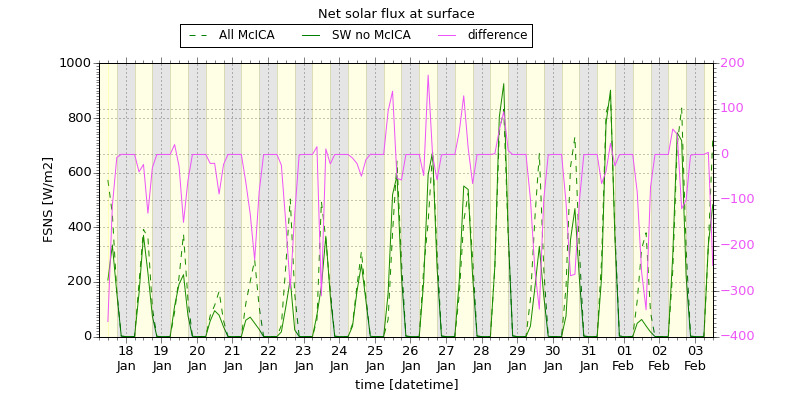 Net solar flux at surface
All McICA SW no McICA difference
1000
800
600
400
200
0
FSNS [W/m2]
200
100
0
−100
−200
−300
−400
18 19 20 21 22 23 24 25 26 27 28 29 30 31 01 02 03
Jan Jan Jan Jan Jan Jan Jan Jan Jan Jan Jan Jan Jan Jan Feb Feb Feb
time [datetime]